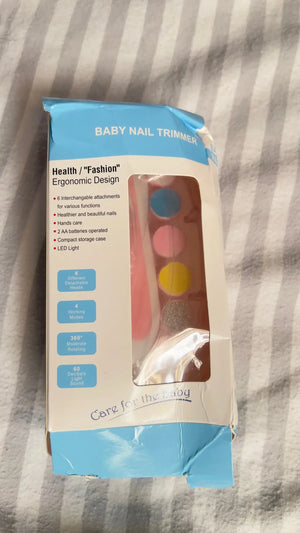 BABY NAIL TRIMMER
Health / "Fashion"
Ergonomic Design
• 6 Interchangable attachments
for various functions
• Healthier and beautiful nails
• Hands care
• 2 AA batteries operated
• Compact storage case
• LED Light
6
Different
Detachable
Heads
4
Working
Modes
360°
Moderate
Rotating
60
Decibels
Light
Sound
Care for the baby